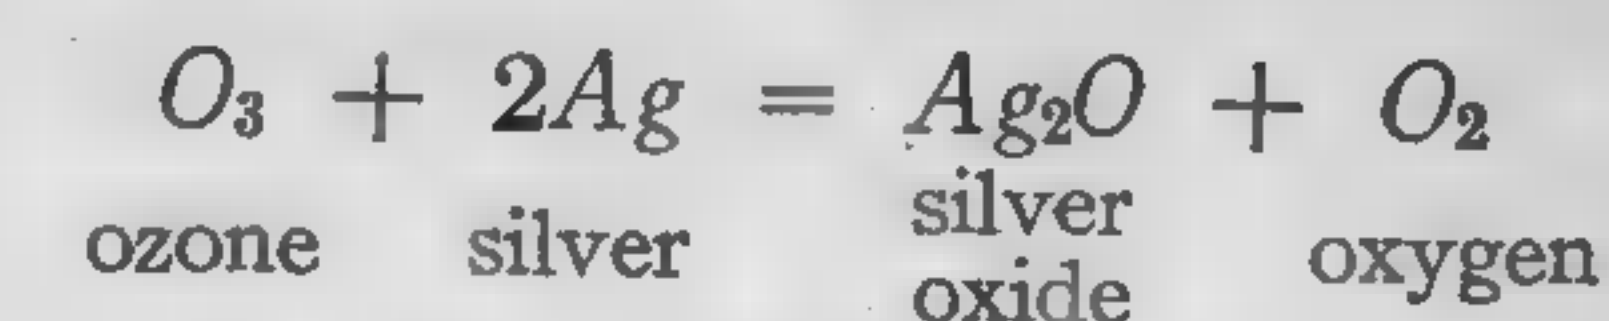 O₃ + 2Ag = Ag₂O + O₂
ozone silver silver oxygen
oxide